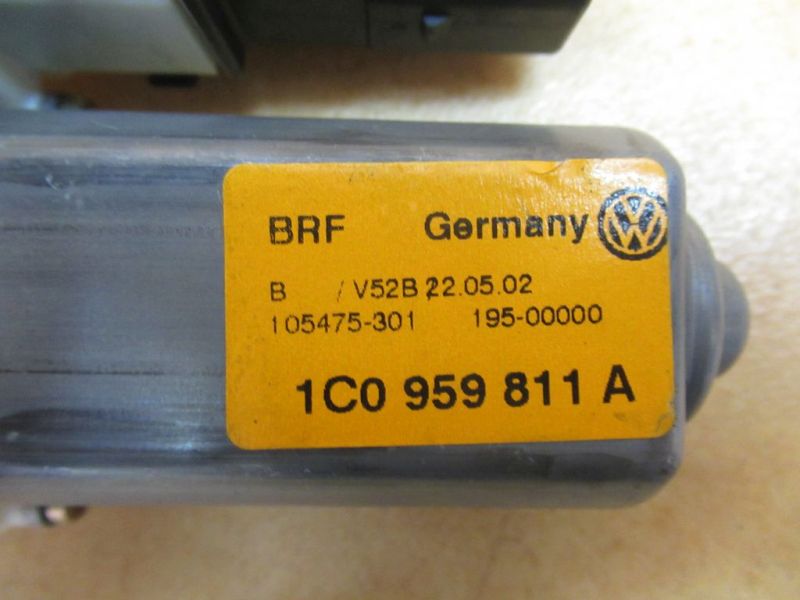 BRF Germany
B / V52B 22.05.02
105475-301 195-00000
1C0 959 811 A